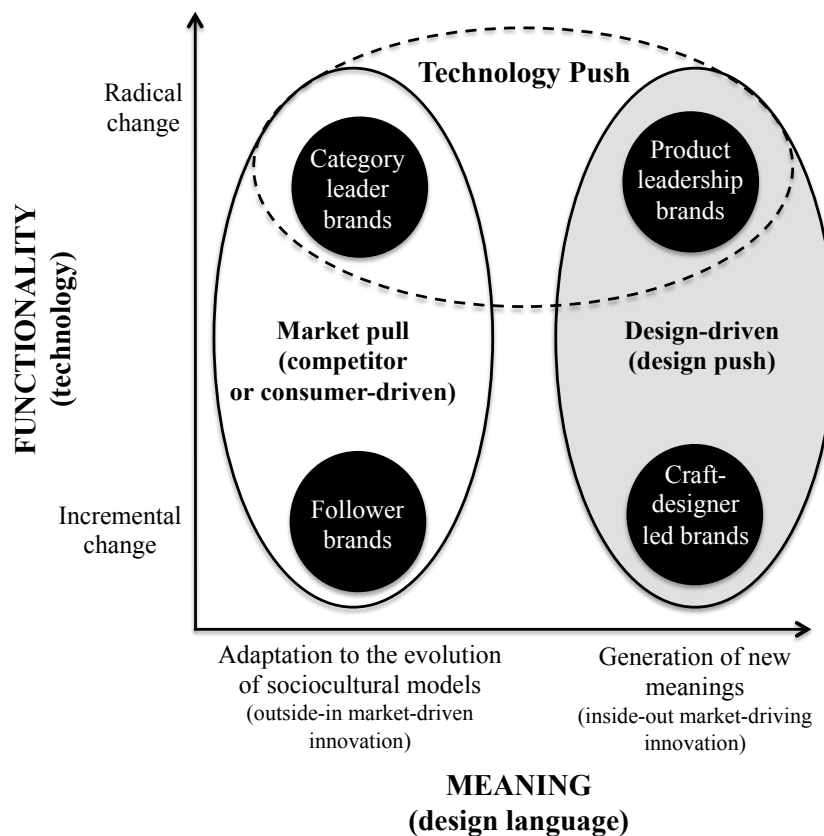 Technology Push
Radical
change
Category
leader
brands
Product
leadership
brands
FUNCTIONALITY
(technology)
Market pull
(competitor
or consumer-driven)
Design-driven
(design push)
Incremental
change
Follower
brands
Craft-
designer
led brands
Adaptation to the evolution
of sociocultural models
(outside-in market-driven
innovation)
Generation of new
meanings
(inside-out market-driving
innovation)
MEANING
(design language)